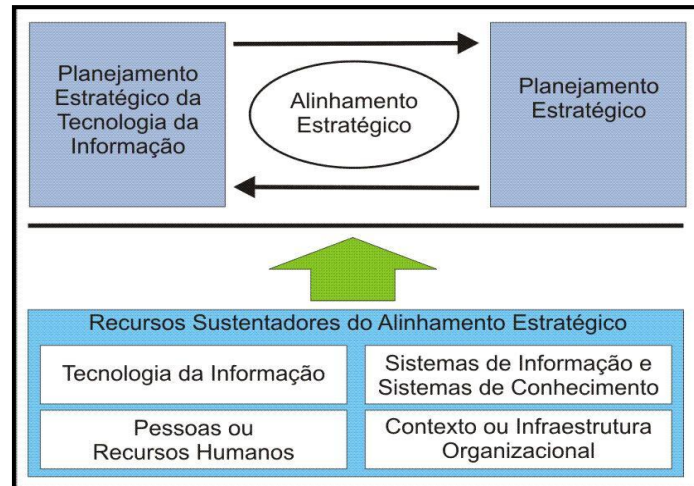 Planejamento
Estratégico da
Tecnologia da
Informação
Alinhamento
Estratégico
Planejamento
Estratégico
Recursos Sustentadores do Alinhamento Estratégico
Tecnologia da Informação
Sistemas de Informação e
Sistemas de Conhecimento
Pessoas ou
Recursos Humanos
Contexto ou Infraestrutura
Organizacional